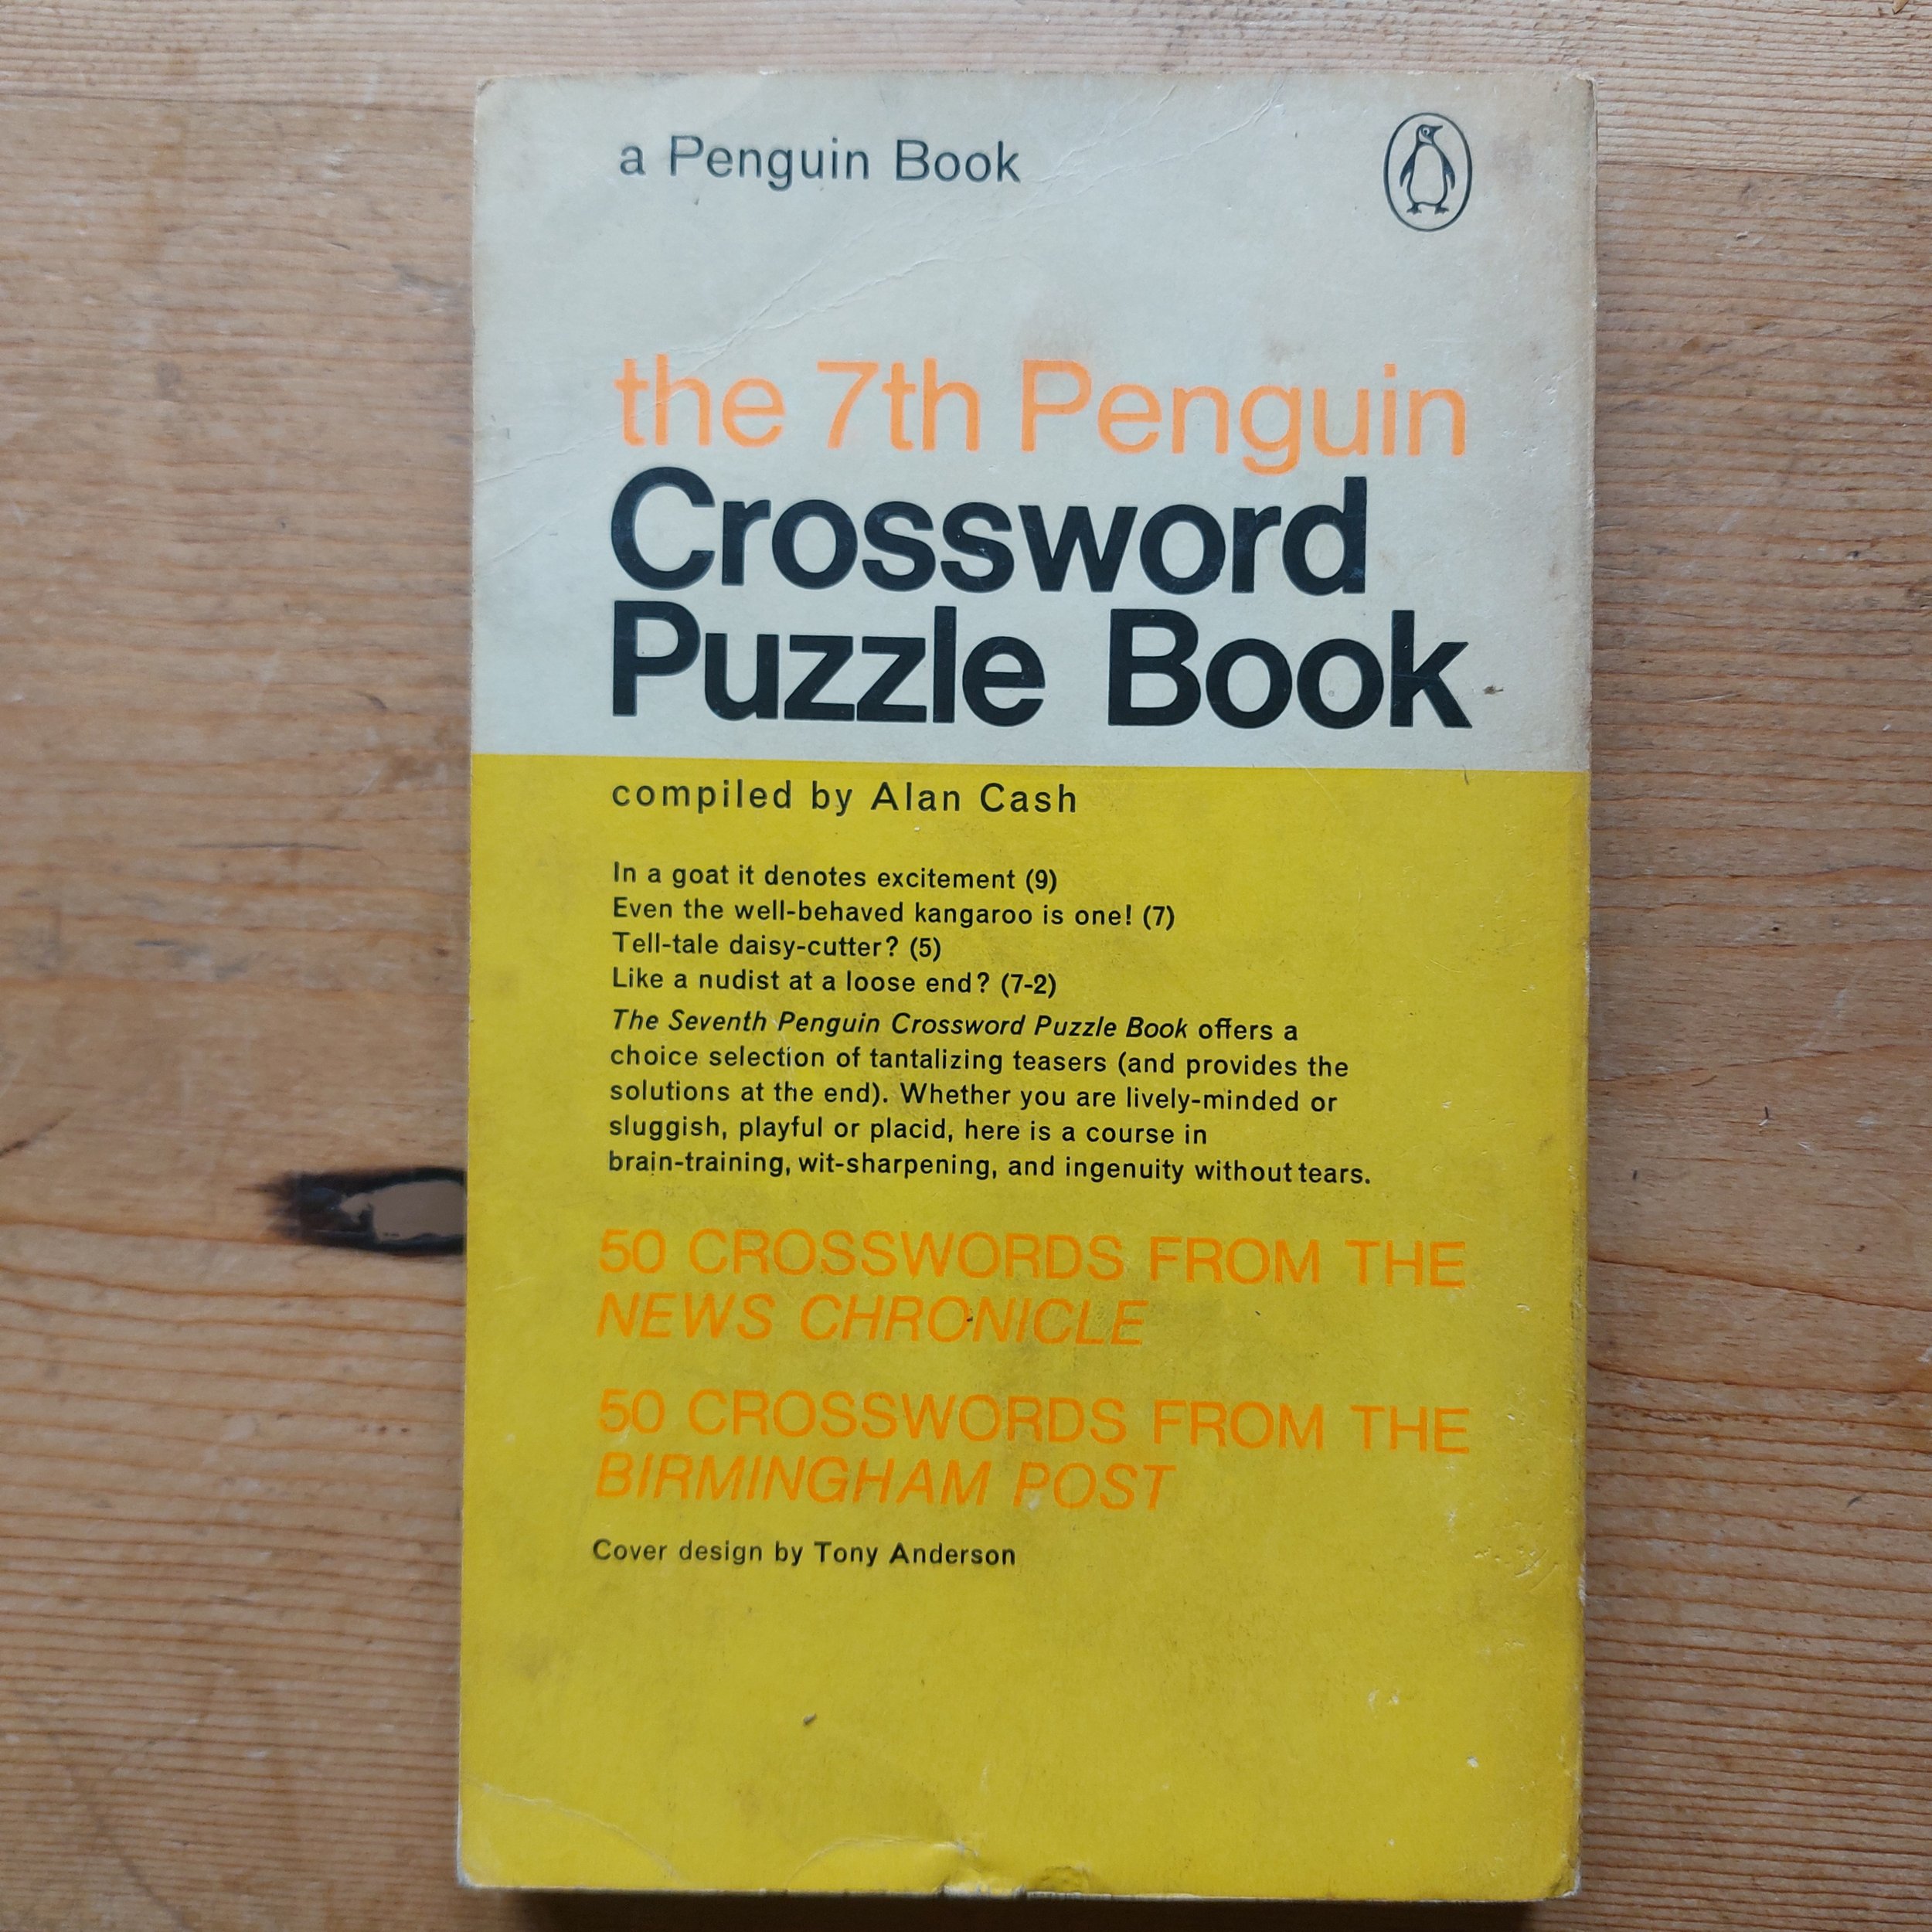 a Penguin Book
the 7th Penguin
Crossword
Puzzle Book
compiled by Alan Cash
In a goat it denotes excitement (9)
Even the well-behaved kangaroo is one! (7)
Tell-tale daisy-cutter? (5)
Like a nudist at a loose end? (7-2)
The Seventh Penguin Crossword Puzzle Book offers a
choice selection of tantalizing teasers (and provides the
solutions at the end). Whether you are lively-minded or
sluggish, playful or placid, here is a course in
brain-training, wit-sharpening, and ingenuity without tears.
50 CROSSWORDS FROM THE
NEWS CHRONICLE
50 CROSSWORDS FROM THE
BIRMINGHAM POST
Cover design by Tony Anderson